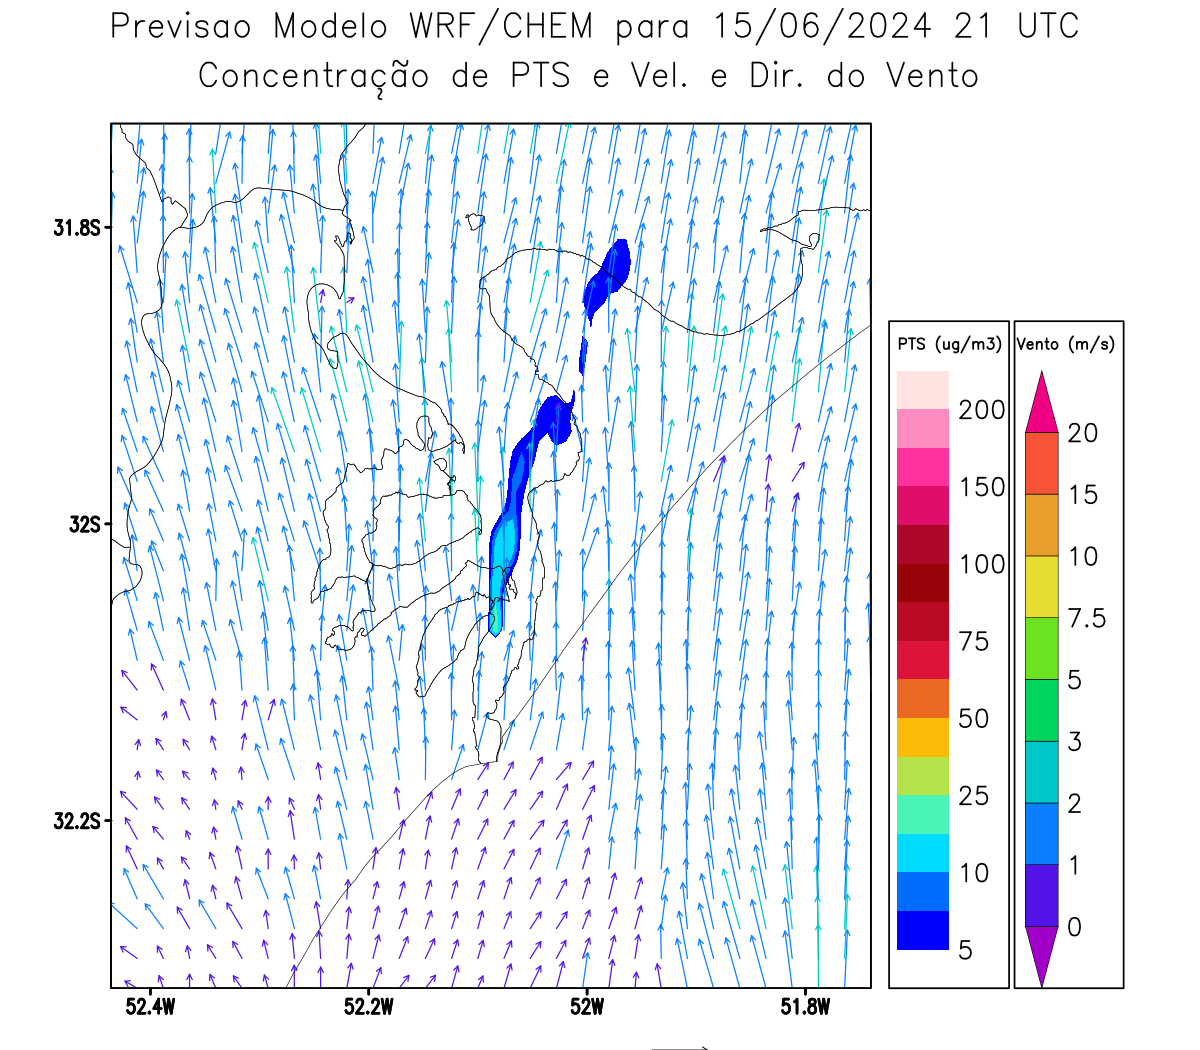 Previsao Modelo WRF/CHEM para 15/06/2024 21 UTC
Concentração de PTS e Vel. e Dir. do Vento
31.8S
32S
32.2S
52.4W
52.2W
52W
51.8W
PTS (ug/m3)
200
150
100
75
50
25
10
5
Vento (m/s)
20
15
10
7.5
5
3
2
1
0